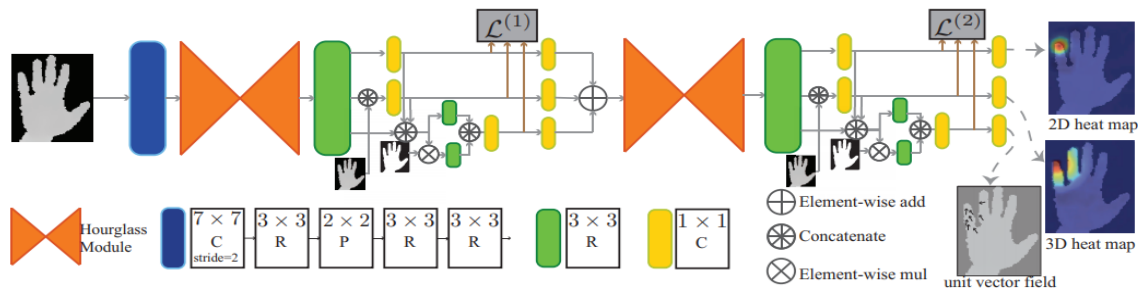 𝓛⁽¹⁾
𝓛⁽²⁾
2D heat map
3D heat map
unit vector field
Hourglass
Module
7 × 7
C
stride=2
3 × 3
R
2 × 2
P
3 × 3
R
3 × 3
R
3 × 3
R
1 × 1
C
Element-wise add
Concatenate
Element-wise mul